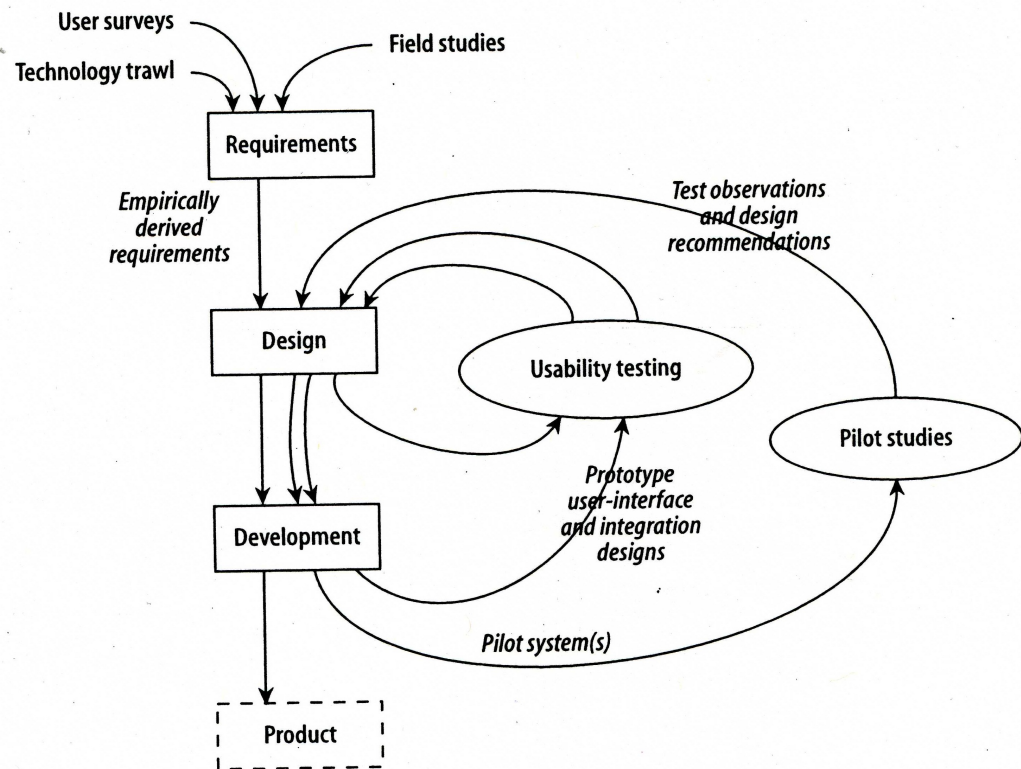 User surveys
Field studies
Technology trawl
Requirements
Empirically
derived
requirements
Test observations
and design
recommendations
Design
Usability testing
Pilot studies
Prototype
user-interface
and integration
designs
Development
Pilot system(s)
Product